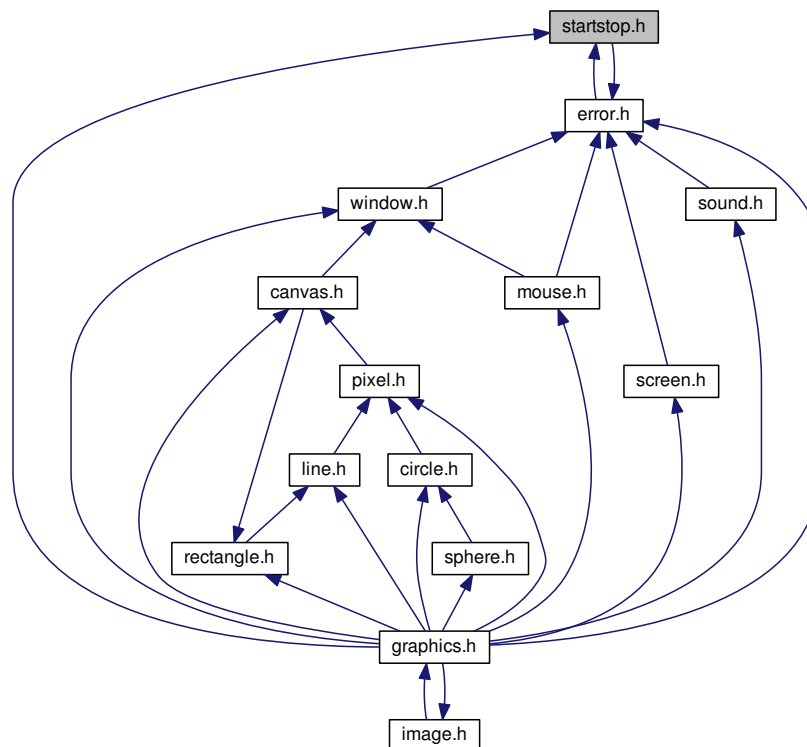 startstop.h
error.h
window.h
sound.h
canvas.h
mouse.h
pixel.h
screen.h
line.h
circle.h
rectangle.h
sphere.h
graphics.h
image.h